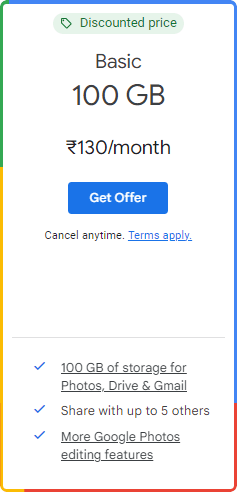 Discounted price
Basic
100 GB
₹130/month
Get Offer
Cancel anytime. Terms apply.
100 GB of storage for
Photos, Drive & Gmail
Share with up to 5 others
More Google Photos
editing features